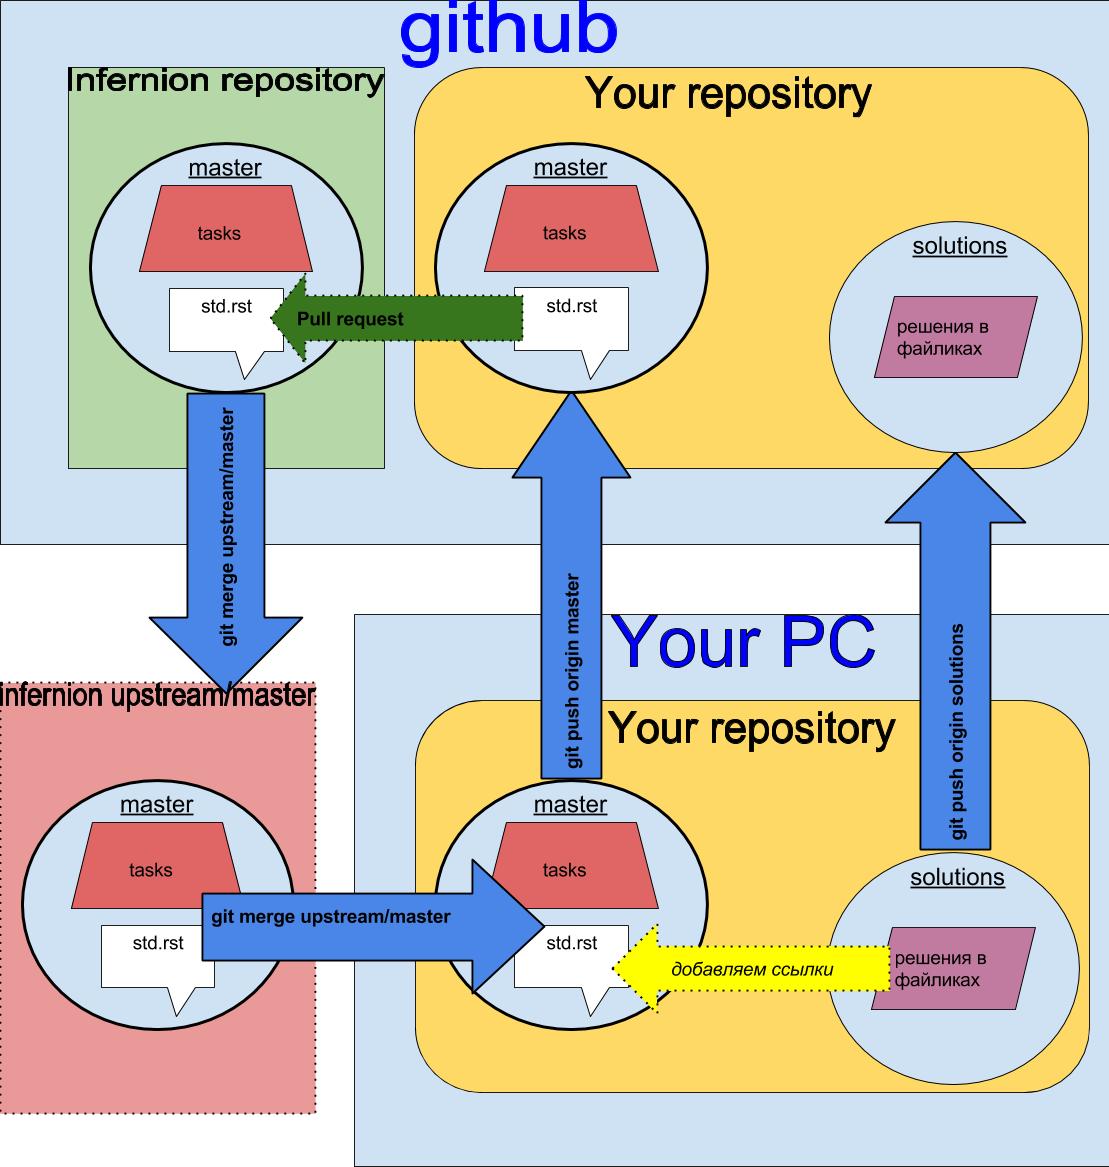 github
Infernion repository
Your repository
master
tasks
std.rst
master
tasks
std.rst
Pull request
solutions
решения в
файликах
git merge upstream/master
git push origin master
git push origin solutions
Your PC
infernion upstream/master
Your repository
master
tasks
std.rst
git merge upstream/master
master
tasks
std.rst
добавляем ссылки
solutions
решения в
файликах